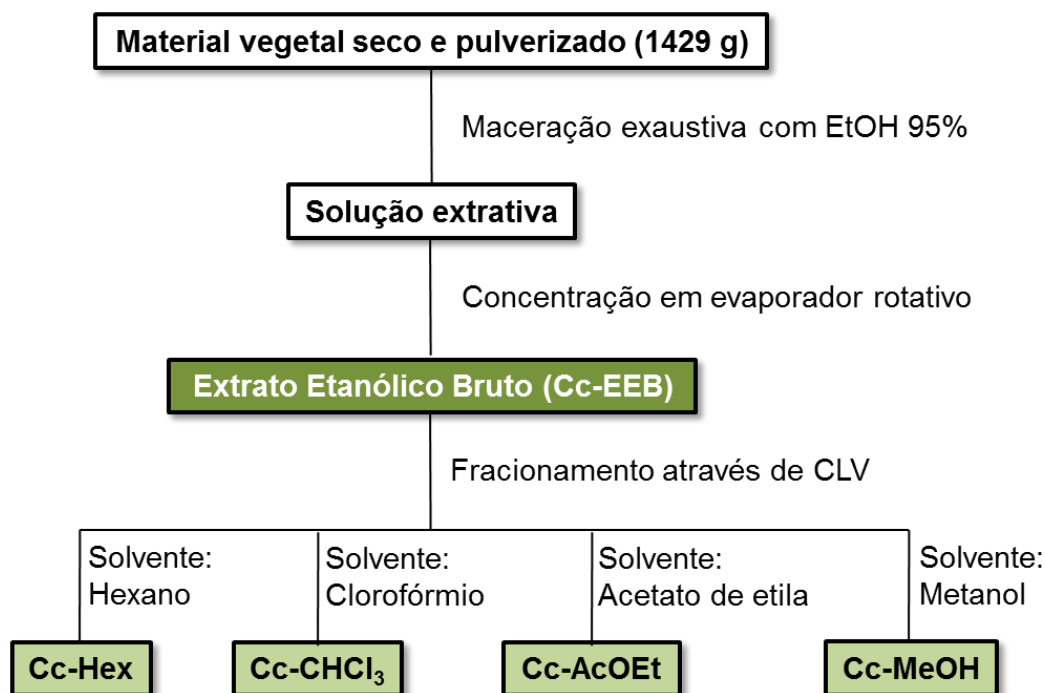 Material vegetal seco e pulverizado (1429 g)
Maceração exaustiva com EtOH 95%
Solução extrativa
Concentração em evaporador rotativo
Extrato Etanólico Bruto (Cc-EEB)
Fracionamento através de CLV
Solvente:
Hexano
Solvente:
Clorofórmio
Solvente:
Acetato de etila
Solvente:
Metanol
Cc-Hex
Cc-CHCl₃
Cc-AcOEt
Cc-MeOH